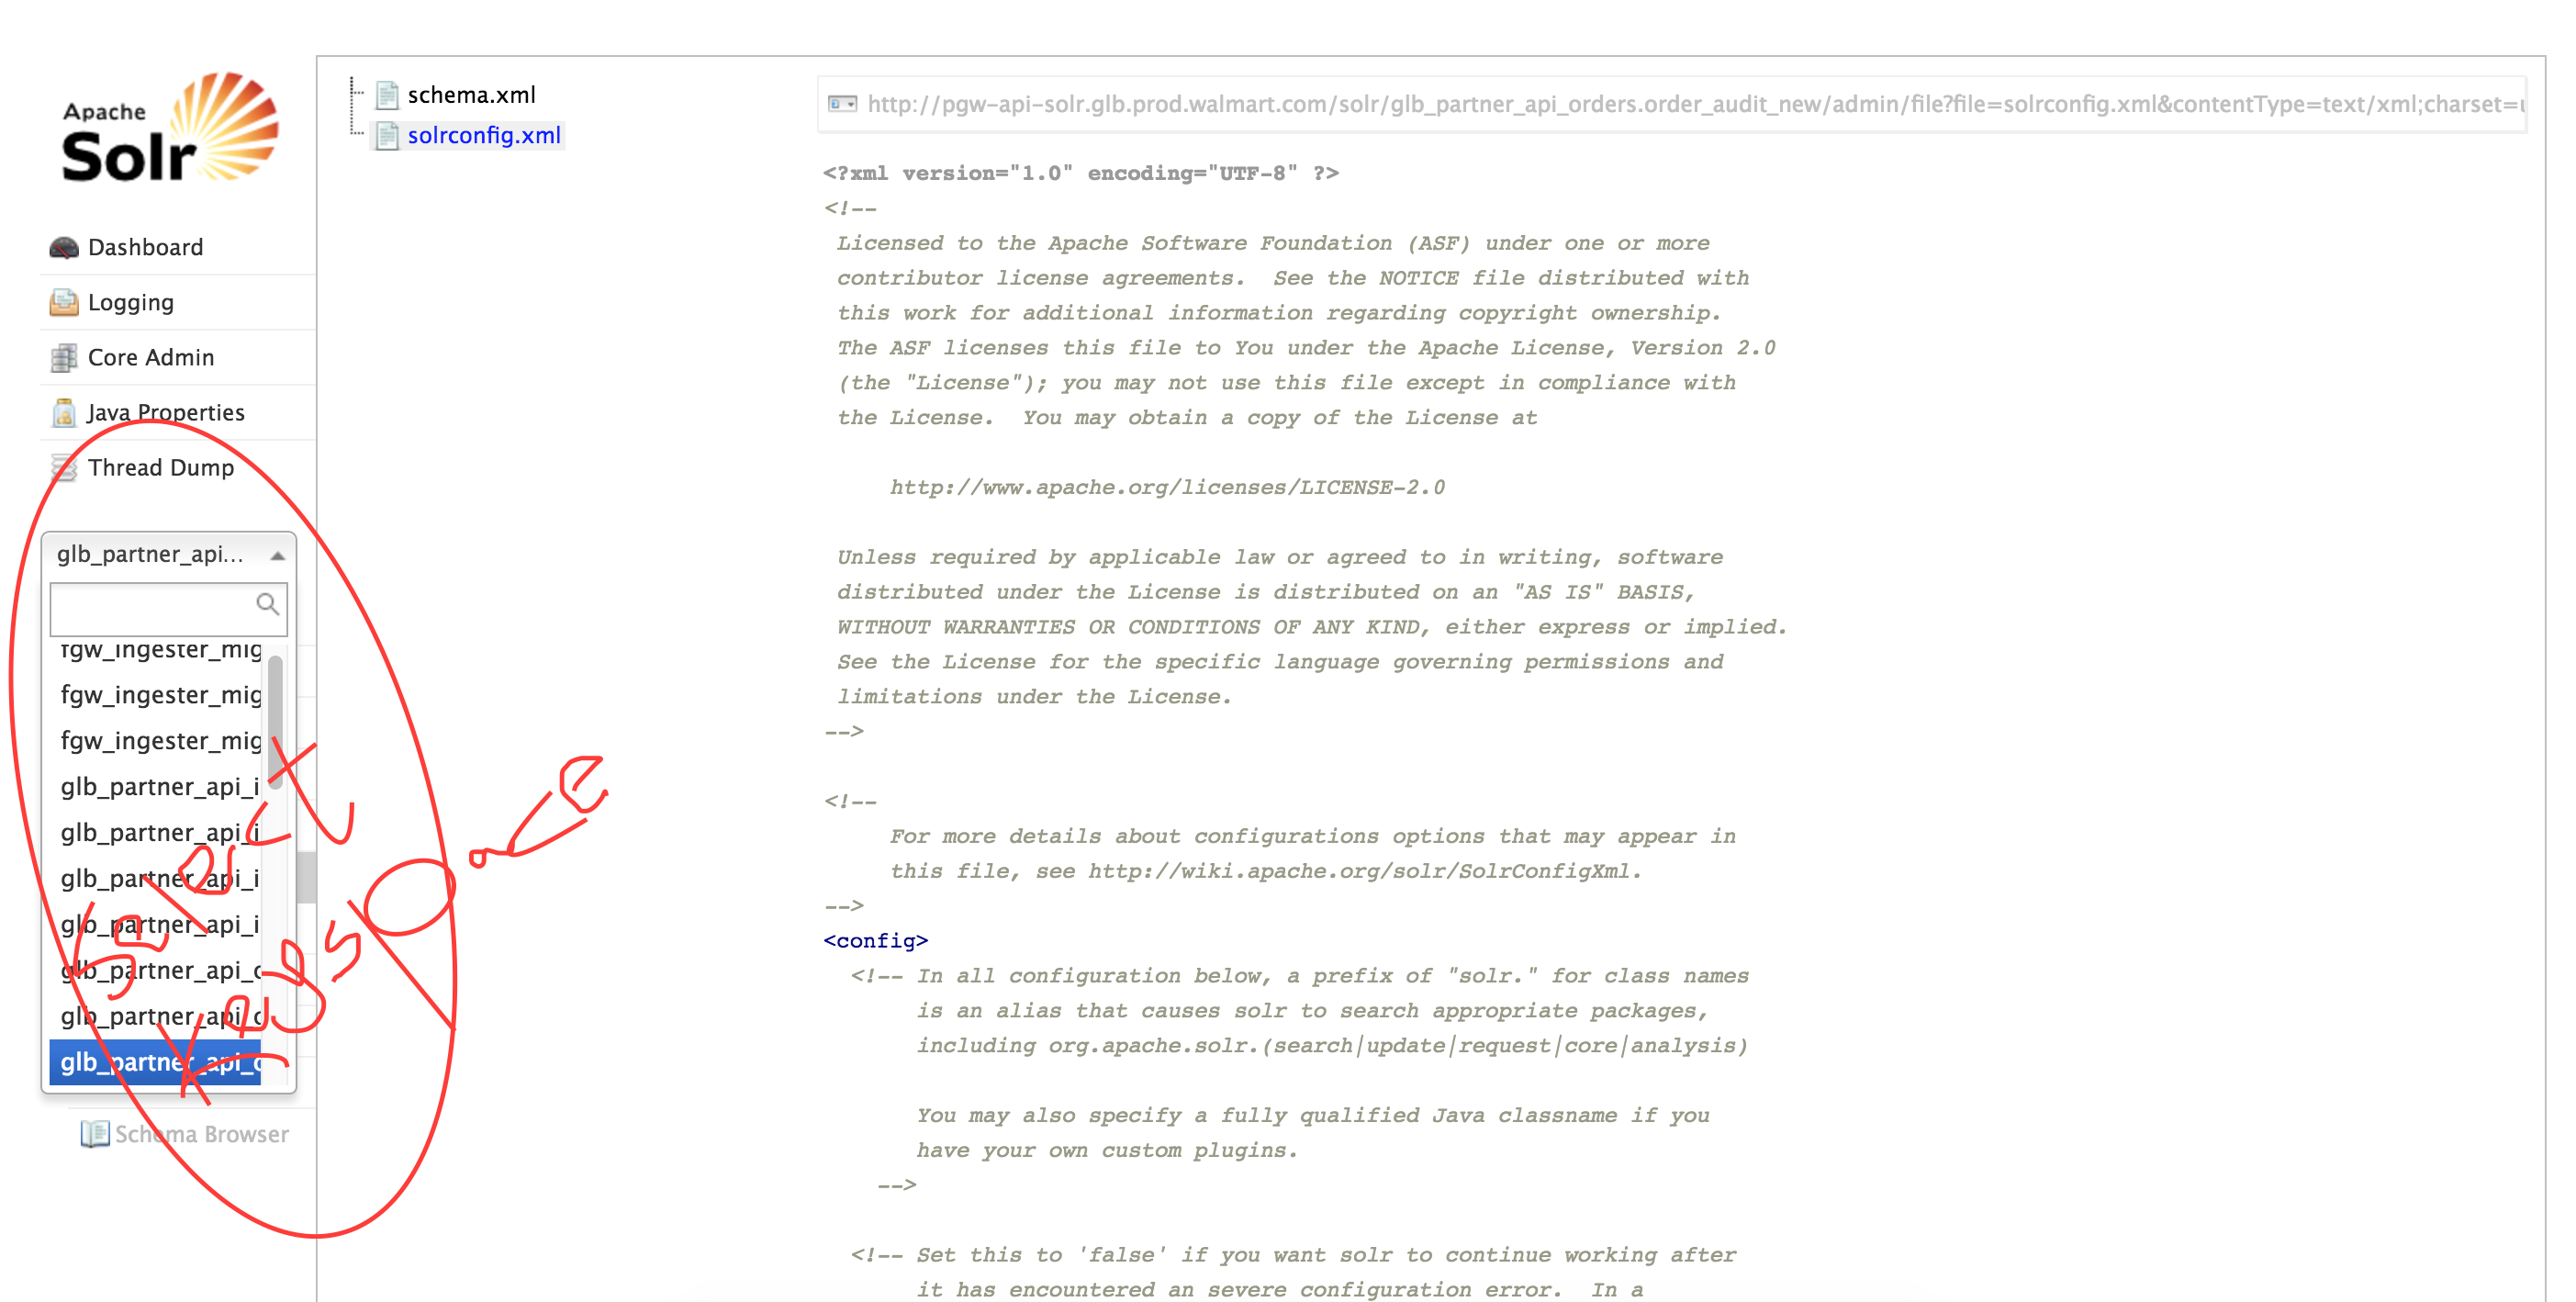 Apache
Solr
Dashboard
Logging
Core Admin
Java Properties
Thread Dump
glb_partner_api...
fgw_ingester_mig
fgw_ingester_mig
fgw_ingester_mig
glb_partner_api_i
glb_partner_api_i
glb_partner_api_i
glb_partner_api_i
glb_partner_api_c
glb_partner_api_c
glb_partner_api_c
Schema Browser
Select
Keyspace
schema.xml
solrconfig.xml
http://pgw-api-solr.glb.prod.walmart.com/solr/glb_partner_api_orders.order_audit_new/admin/file?file=solrconfig.xml&contentType=text/xml;charset=u
<?xml version="1.0" encoding="UTF-8" ?>
<!--
Licensed to the Apache Software Foundation (ASF) under one or more
contributor license agreements.  See the NOTICE file distributed with
this work for additional information regarding copyright ownership.
The ASF licenses this file to You under the Apache License, Version 2.0
(the "License"); you may not use this file except in compliance with
the License.  You may obtain a copy of the License at
http://www.apache.org/licenses/LICENSE-2.0
Unless required by applicable law or agreed to in writing, software
distributed under the License is distributed on an "AS IS" BASIS,
WITHOUT WARRANTIES OR CONDITIONS OF ANY KIND, either express or implied.
See the License for the specific language governing permissions and
limitations under the License.
-->
<!--
For more details about configurations options that may appear in
this file, see http://wiki.apache.org/solr/SolrConfigXml.
-->
<config>
<!-- In all configuration below, a prefix of "solr." for class names
is an alias that causes solr to search appropriate packages,
including org.apache.solr.(search|update|request|core|analysis)
You may also specify a fully qualified Java classname if you
have your own custom plugins.
-->
<!-- Set this to 'false' if you want solr to continue working after
it has encountered an severe configuration error.  In a